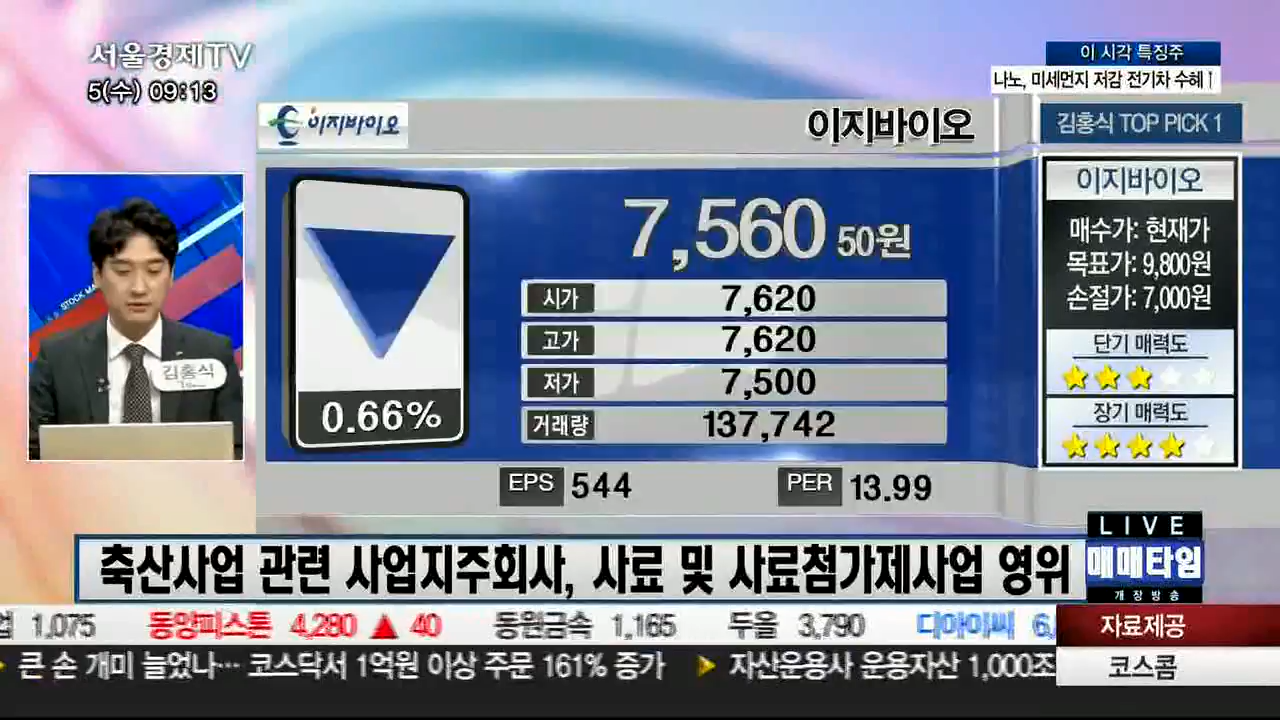 서울경제TV
5(수) 09:13
이 시각 특징주
나노, 미세먼지 저감 전기차 수혜
이지바이오
이지바이오
김홍식 TOP PICK 1
7,560 50원
시가 7,620
고가 7,620
저가 7,500
거래량 137,742
0.66%
EPS 544 PER 13.99
이지바이오
매수가: 현재가
목표가: 9,800원
손절가: 7,000원
단기 매력도
장기 매력도
STOCK MA
김홍식
축산사업 관련 사업지주회사, 사료 및 사료첨가제사업 영위
LIVE
매매타임
개장방송
업 1,075 동양피스톤 4,280 ▲ 40 동원금속 1,165 두올 3,790 디아이씨 6,
자료제공
큰 손 개미 늘었나… 코스닥서 1억원 이상 주문 161% 증가 자산운용사 운용자산 1,000조
코스콤